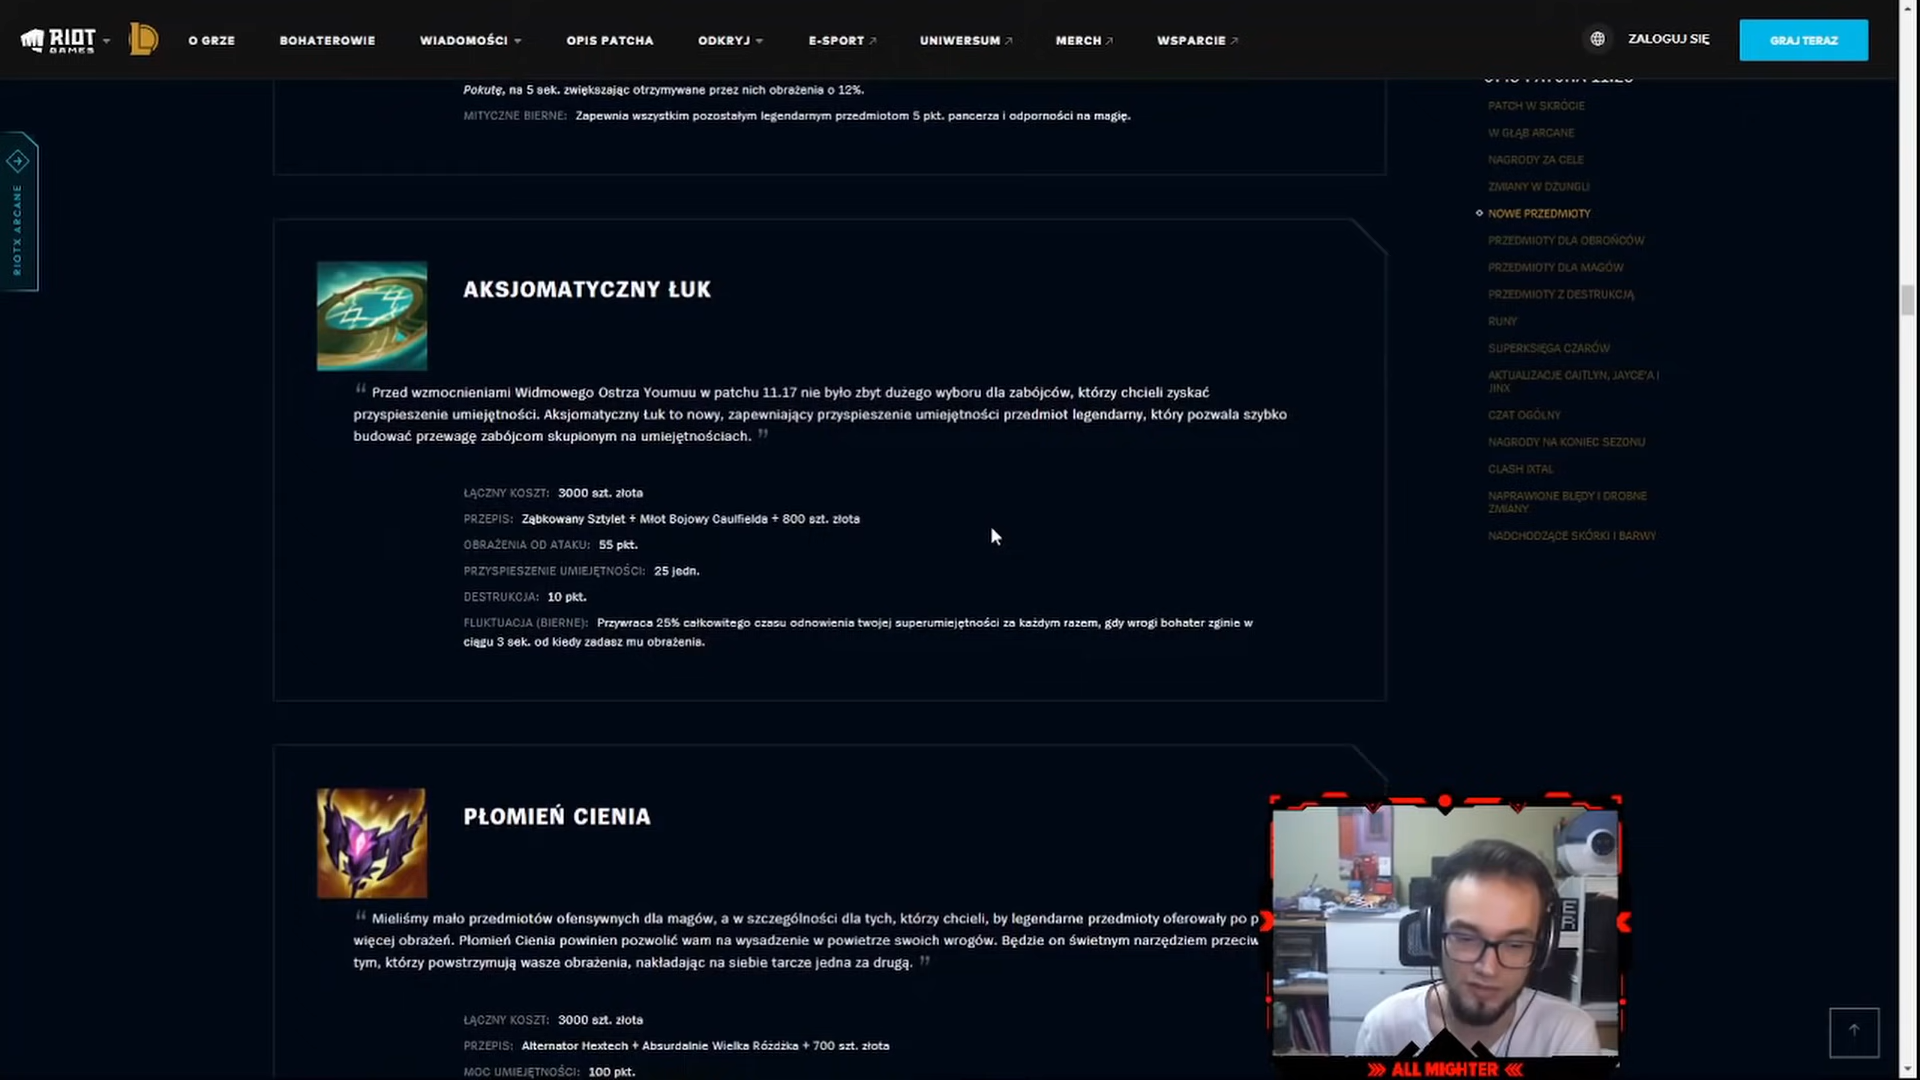 RIOT GAMES
O GRZE
BOHATEROWIE
WIADOMOŚCI
OPIS PATCHA
ODKRYJ
E-SPORT
UNIWERSUM
MERCH
WSPARCIE
ZALOGUJ SIĘ
GRAJ TERAZ
RIOTX ARCANE
Pokutę, na 5 sek. zwiększając otrzymywane przez nich obrażenia o 12%.
MITYCZNE BIERNE: Zapewnia wszystkim pozostałym legendarnym przedmiotom 5 pkt. pancerza i odporności na magię.
AKSJOMATYCZNY ŁUK
“ Przed wzmocnieniami Widmowego Ostrza Youmuu w patchu 11.17 nie było zbyt dużego wyboru dla zabójców, którzy chcieli zyskać
przyspieszenie umiejętności. Aksjomatyczny Łuk to nowy, zapewniający przyspieszenie umiejętności przedmiot legendarny, który pozwala szybko
budować przewagę zabójcom skupionym na umiejętnościach. ”
ŁĄCZNY KOSZT: 3000 szt. złota
PRZEPIS: Ząbkowany Sztylet + Młot Bojowy Caulfielda + 800 szt. złota
OBRAŻENIA OD ATAKU: 55 pkt.
PRZYSPIESZENIE UMIEJĘTNOŚCI: 25 jedn.
DESTRUKCJA: 10 pkt.
FLUKTUACJA (BIERNE): Przywraca 25% całkowitego czasu odnowienia twojej superumiejętności za każdym razem, gdy wrogi bohater zginie w
ciągu 3 sek. od kiedy zadasz mu obrażenia.
PŁOMIEŃ CIENIA
“ Mieliśmy mało przedmiotów ofensywnych dla magów, a w szczególności dla tych, którzy chcieli, by legendarne przedmioty oferowały po p
więcej obrażeń. Płomień Cienia powinien pozwolić wam na wysadzenie w powietrze swoich wrogów. Będzie on świetnym narzędziem przeciw
tym, którzy powstrzymują wasze obrażenia, nakładając na siebie tarcze jedna za drugą. ”
ŁĄCZNY KOSZT: 3000 szt. złota
PRZEPIS: Alternator Hextech + Absurdalnie Wielka Różdżka + 700 szt. złota
MOC UMIEJĘTNOŚCI: 100 pkt.
PATCH W SKRÓCIE
W GŁĄB ARCANE
NAGRODY ZA CELE
ZMIANY W DŻUNGLI
NOWE PRZEDMIOTY
PRZEDMIOTY DLA OBROŃCÓW
PRZEDMIOTY DLA MAGÓW
PRZEDMIOTY Z DESTRUKCJĄ
RUNY
SUPERKSIĘGA CZARÓW
AKTUALIZACJE CAITLYN, JAYCE'A I
JINX
CZAT OGÓLNY
NAGRODY NA KONIEC SEZONU
CLASH IXTAL
NAPRAWIONE BŁĘDY I DROBNE
ZMIANY
NADCHODZĄCE SKÓRKI I BARWY
ALL MIGHTER